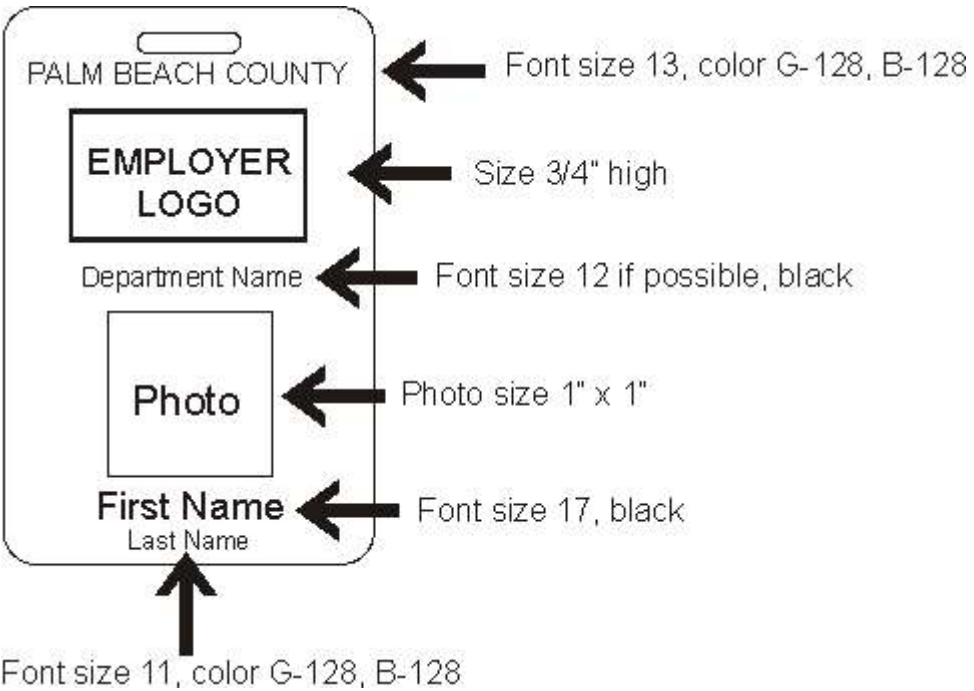 PALM BEACH COUNTY
Font size 13, color G-128, B-128
EMPLOYER
LOGO
Size 3/4" high
Department Name
Font size 12 if possible, black
Photo
Photo size 1" x 1"
First Name
Font size 17, black
Last Name
Font size 11, color G-128, B-128